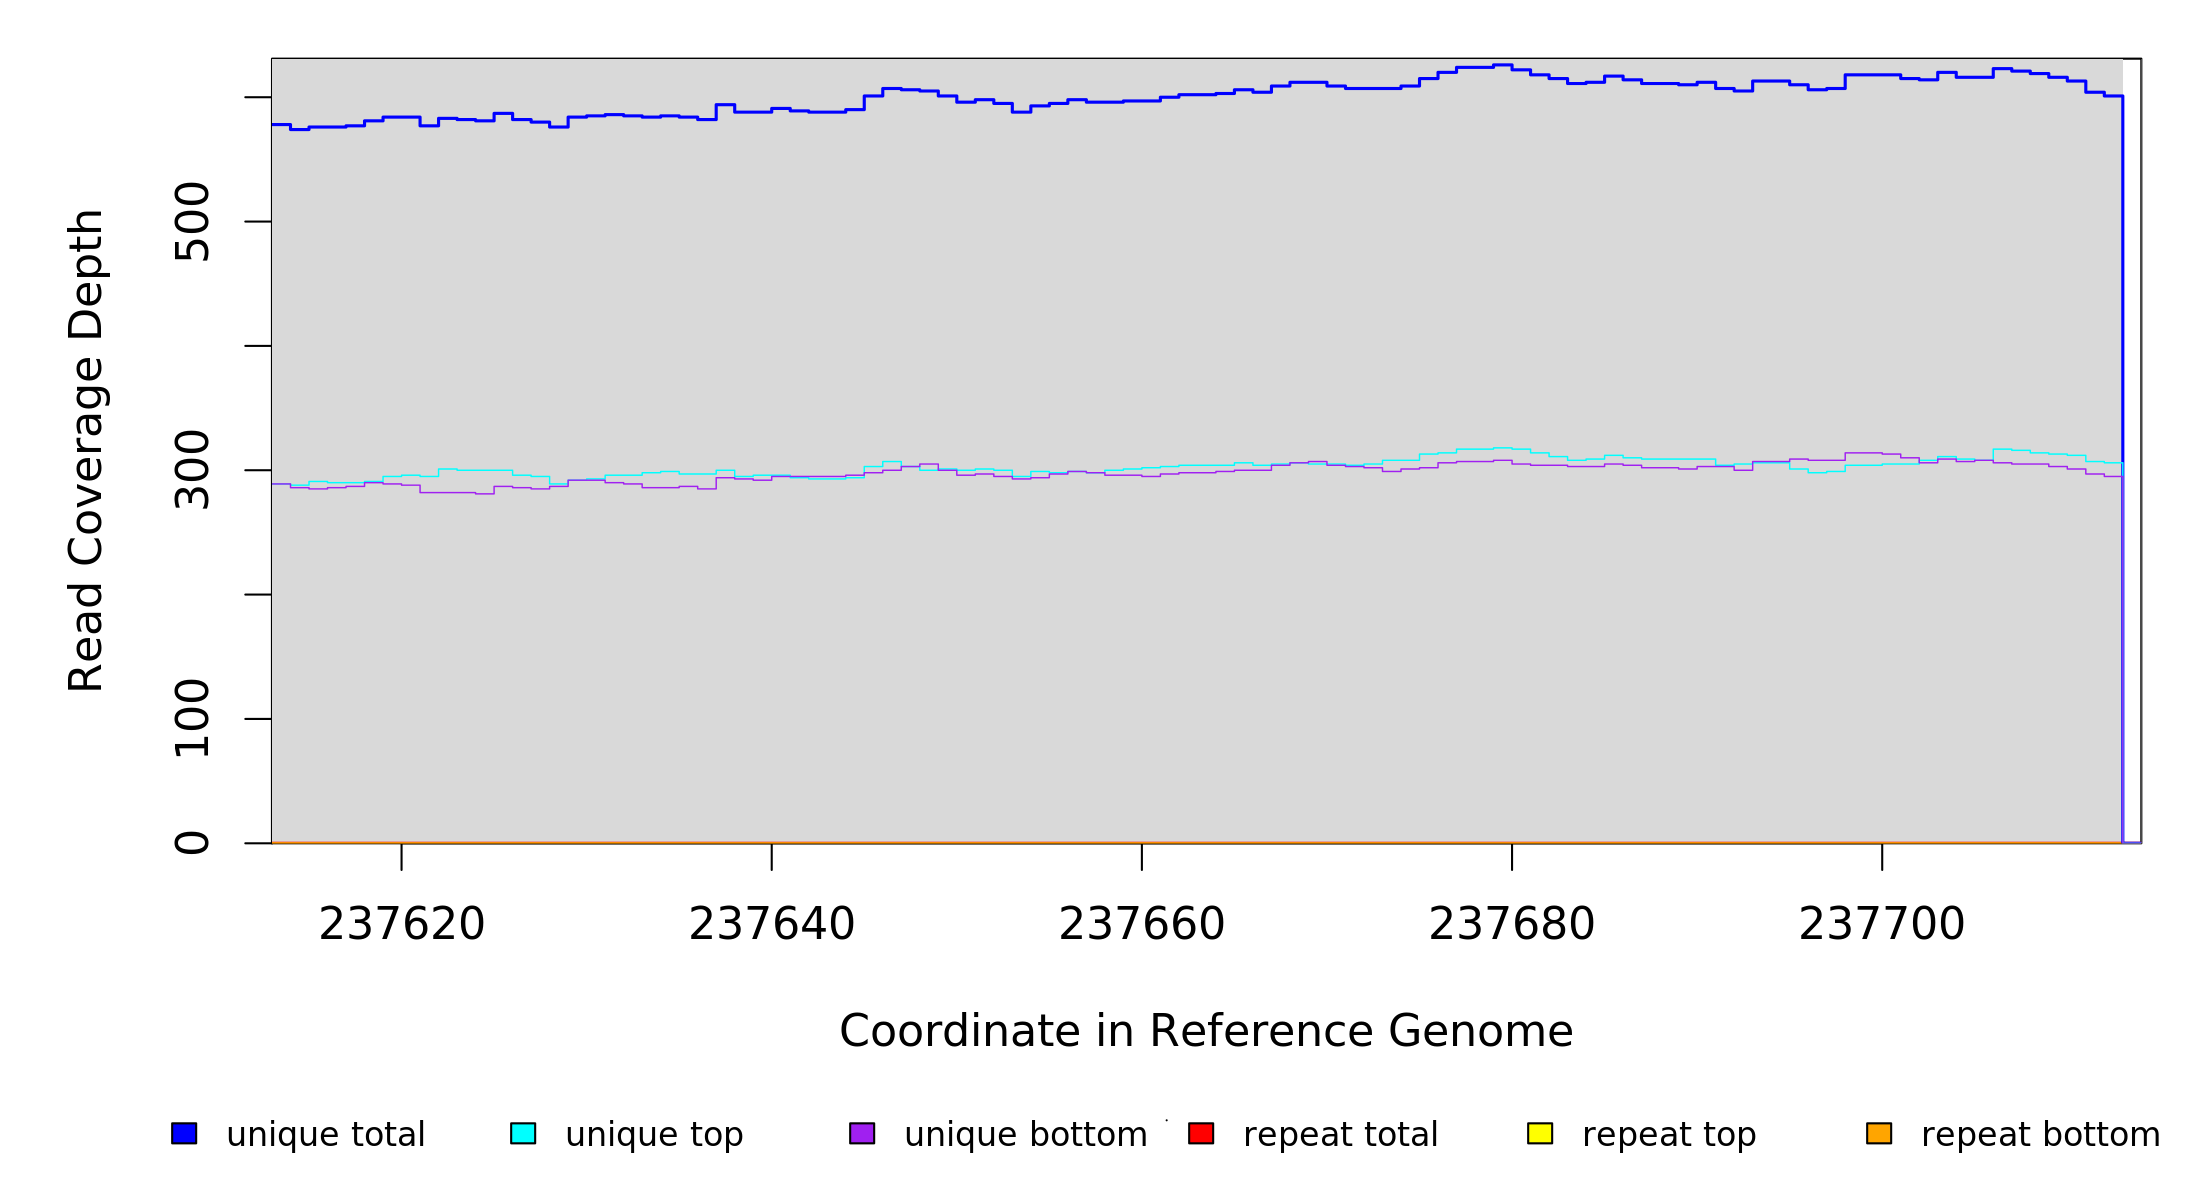 Read Coverage Depth
500
300
100
0
237620 237640 237660 237680 237700
Coordinate in Reference Genome
unique total unique top unique bottom repeat total repeat top repeat bottom